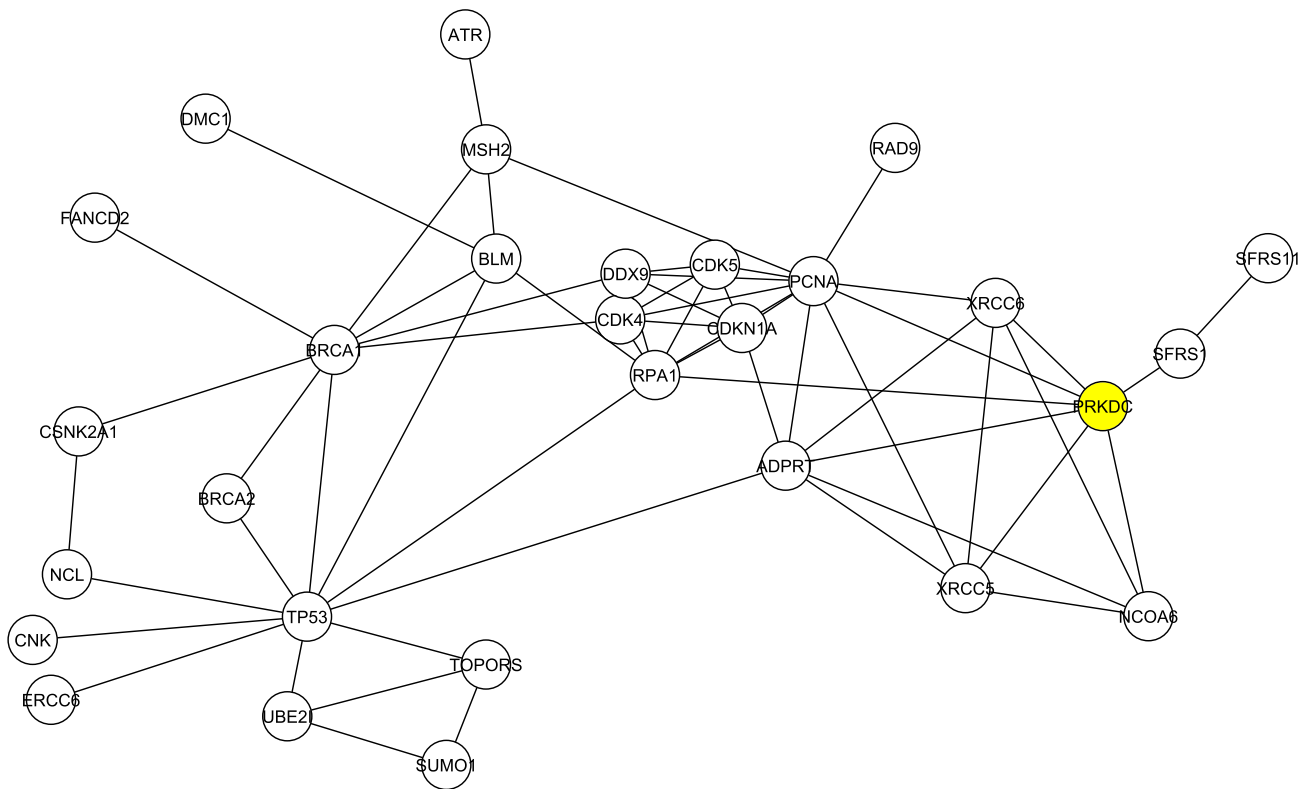 ATR
DMC1
MSH2
RAD9
FANCD2
BLM
DDX9
CDK5
PCNA
SFRS11
XRCC6
CDK4
CDKN1A
BRCA1
SFRS1
RPA1
PRKDC
CSNK2A1
ADPRT
BRCA2
NCL
XRCC5
NCOA6
TP53
CNK
TOPORS
ERCC6
UBE2I
SUMO1